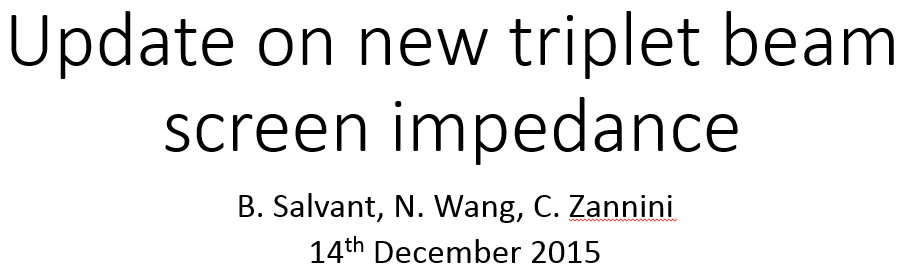 Update on new triplet beam
screen impedance
B. Salvant, N. Wang, C. Zannini
14th December 2015